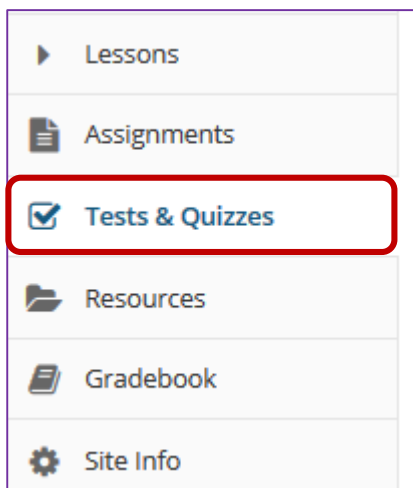 Lessons
Assignments
Tests & Quizzes
Resources
Gradebook
Site Info